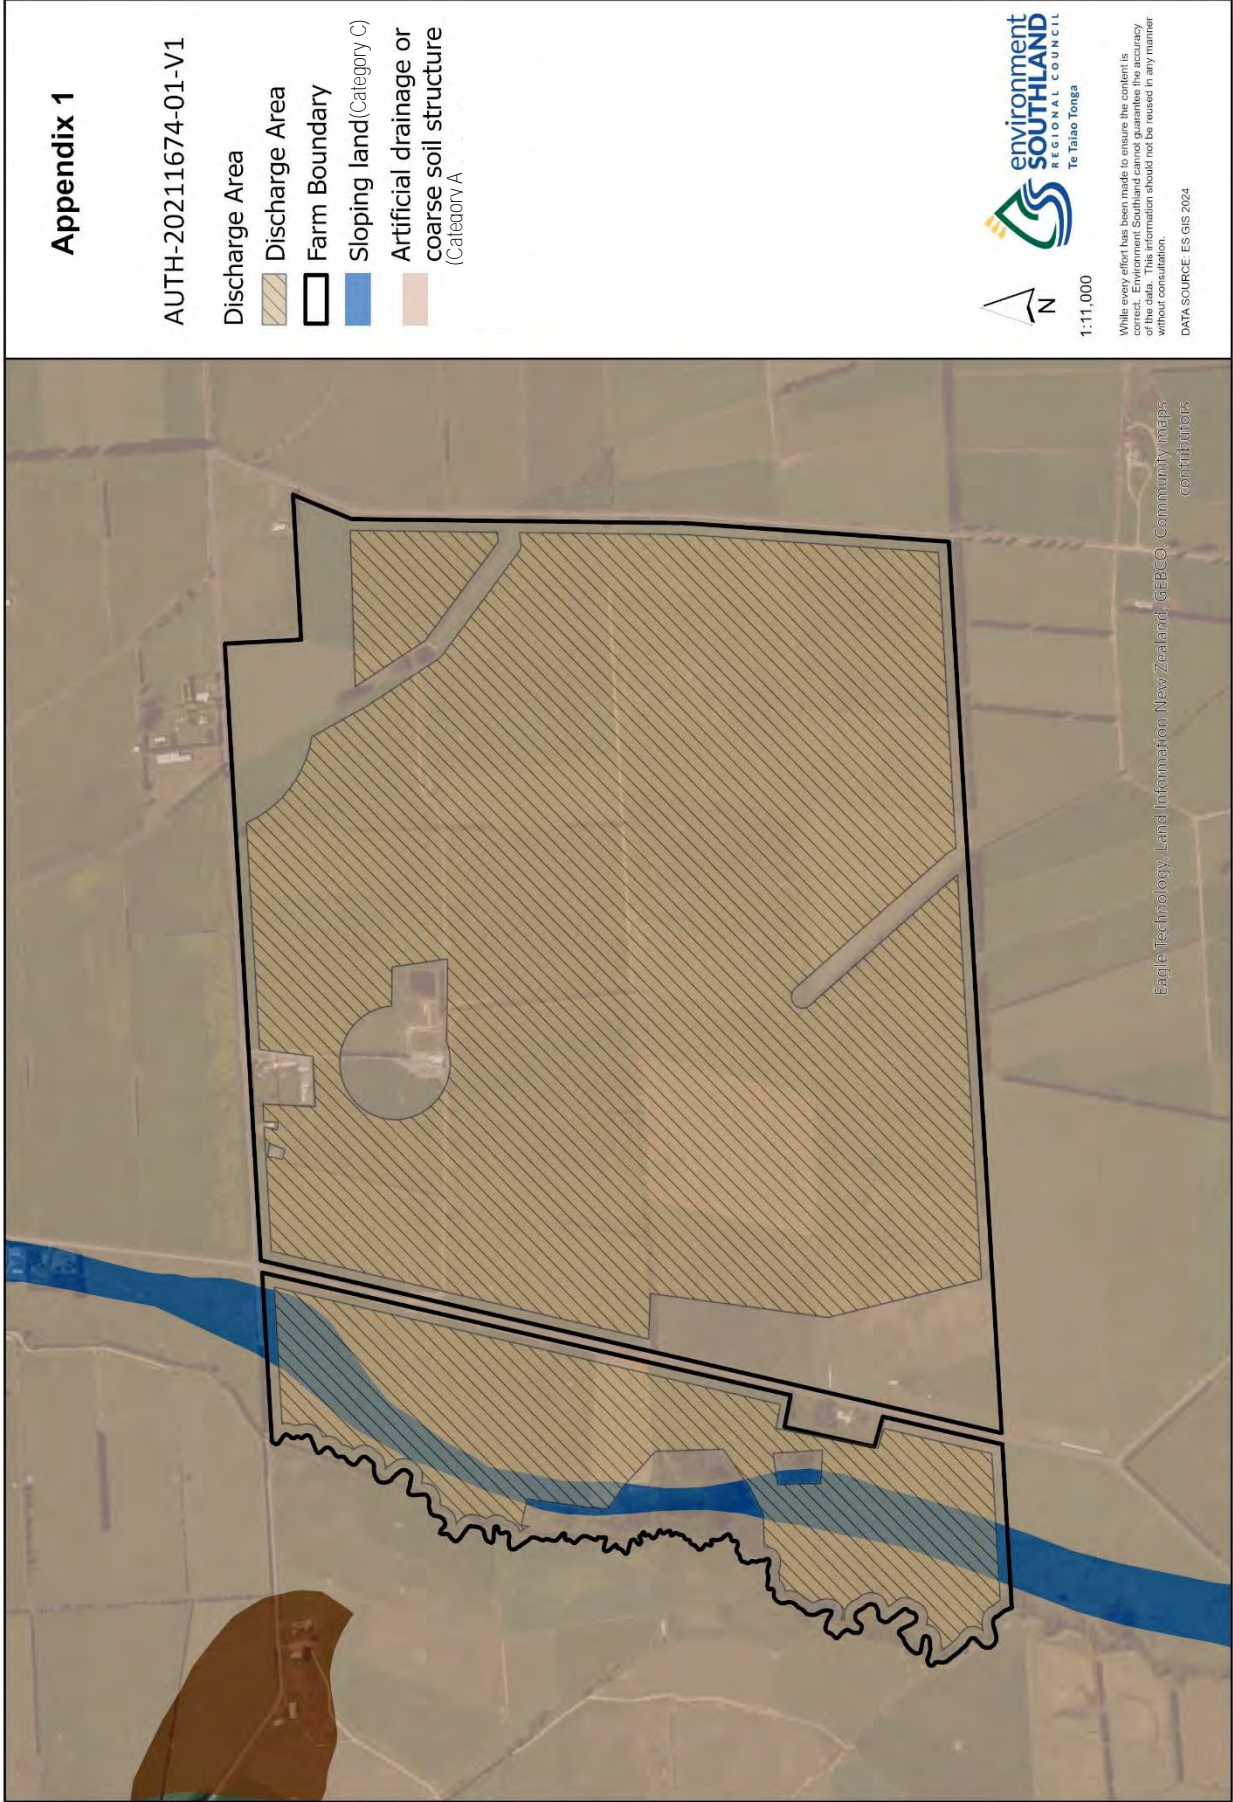 Appendix 1
AUTH-20211674-01-V1
Discharge Area
Discharge Area
Farm Boundary
Sloping land(Category C)
Artificial drainage or
coarse soil structure
(Category A
N
1:11,000
environment
SOUTHLAND
REGIONAL COUNCIL
Te Taiao Tonga
While every effort has been made to ensure the content is
correct. Environment Southland cannot guarantee the accuracy
of the data. This information should not be reused in any manner
without consultation.
DATA SOURCE: ES GIS 2024
Eagle Technology, Land Information New Zealand, GEBCO, Community maps
contributors